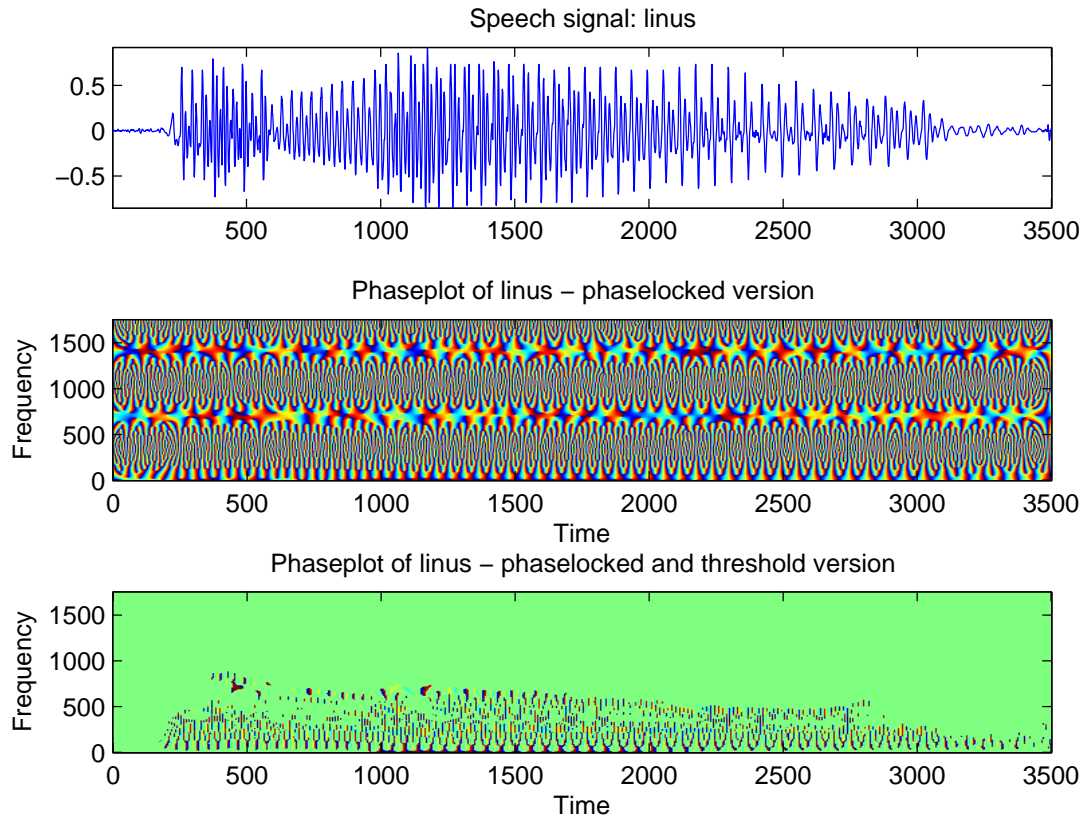 Speech signal: linus
0.5
0
−0.5
500 1000 1500 2000 2500 3000 3500
Phaseplot of linus − phaselocked version
Frequency
1500
1000
500
0
0 500 1000 1500 2000 2500 3000 3500
Time
Phaseplot of linus − phaselocked and threshold version
Frequency
1500
1000
500
0
0 500 1000 1500 2000 2500 3000 3500
Time